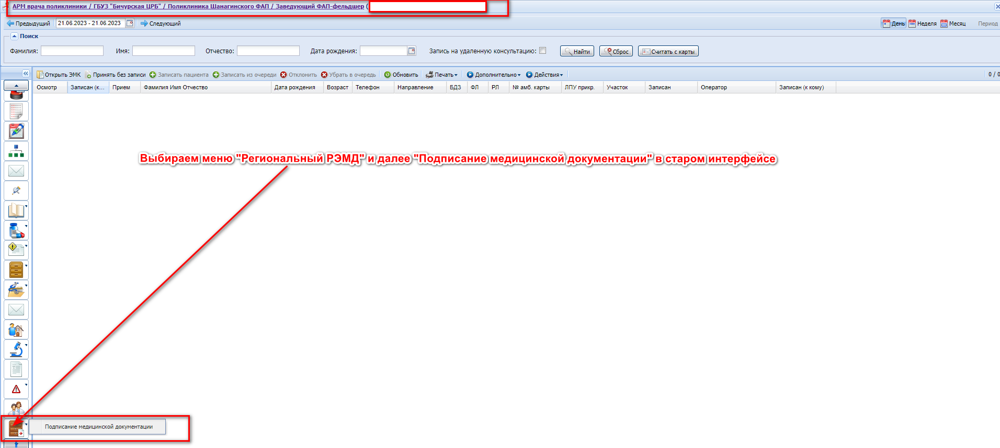 АРМ врача поликлиники / ГБУЗ "Бичурская ЦРБ" / Поликлиника Шанагинского ФАП / Заведующий ФАП-фельдшер (
Предыдущий 21.06.2023 - 21.06.2023 Следующий День Неделя Месяц Период
Поиск
Фамилия: Имя: Отчество: Дата рождения: Запись на удаленную консультацию: Найти Сброс Считать с карты
Открыть ЭМК Принять без записи Записать пациента Записать из очереди Отклонить Убрать в очередь Обновить Печать Дополнительно Действия 0 / 0
Осмотр Записан (к... Прием Фамилия Имя Отчество Дата рождения Возраст Телефон Направление БДЗ ФЛ РЛ № амб. карты ЛПУ прикр. Участок Записан Оператор Записан (к кому)
Выбираем меню "Региональный РЭМД" и далее "Подписание медицинской документации" в старом интерфейсе
Подписание медицинской документации